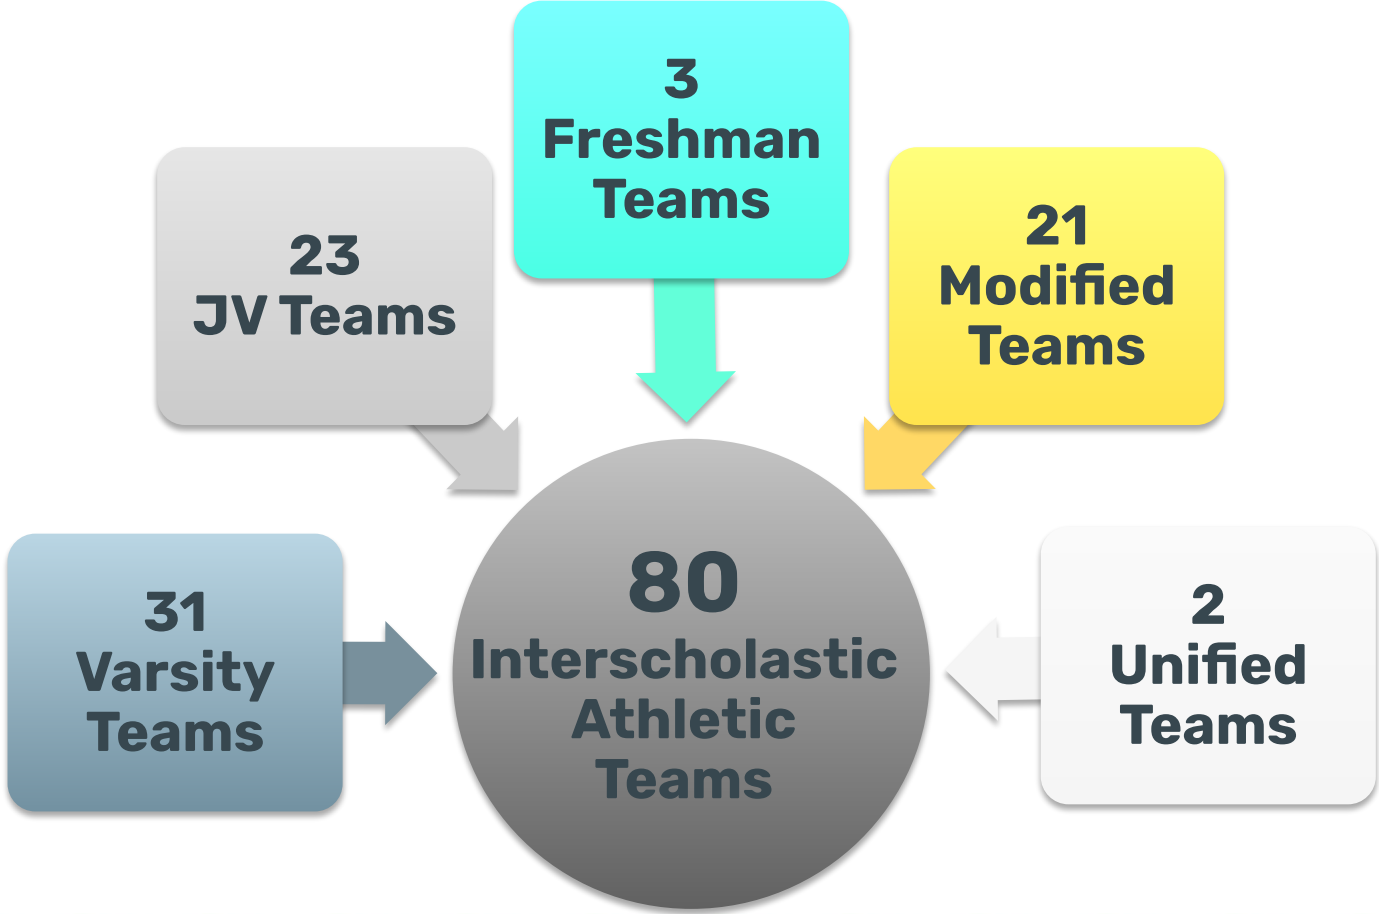 3
Freshman
Teams
23
JV Teams
21
Modified
Teams
31
Varsity
Teams
80
Interscholastic
Athletic
Teams
2
Unified
Teams